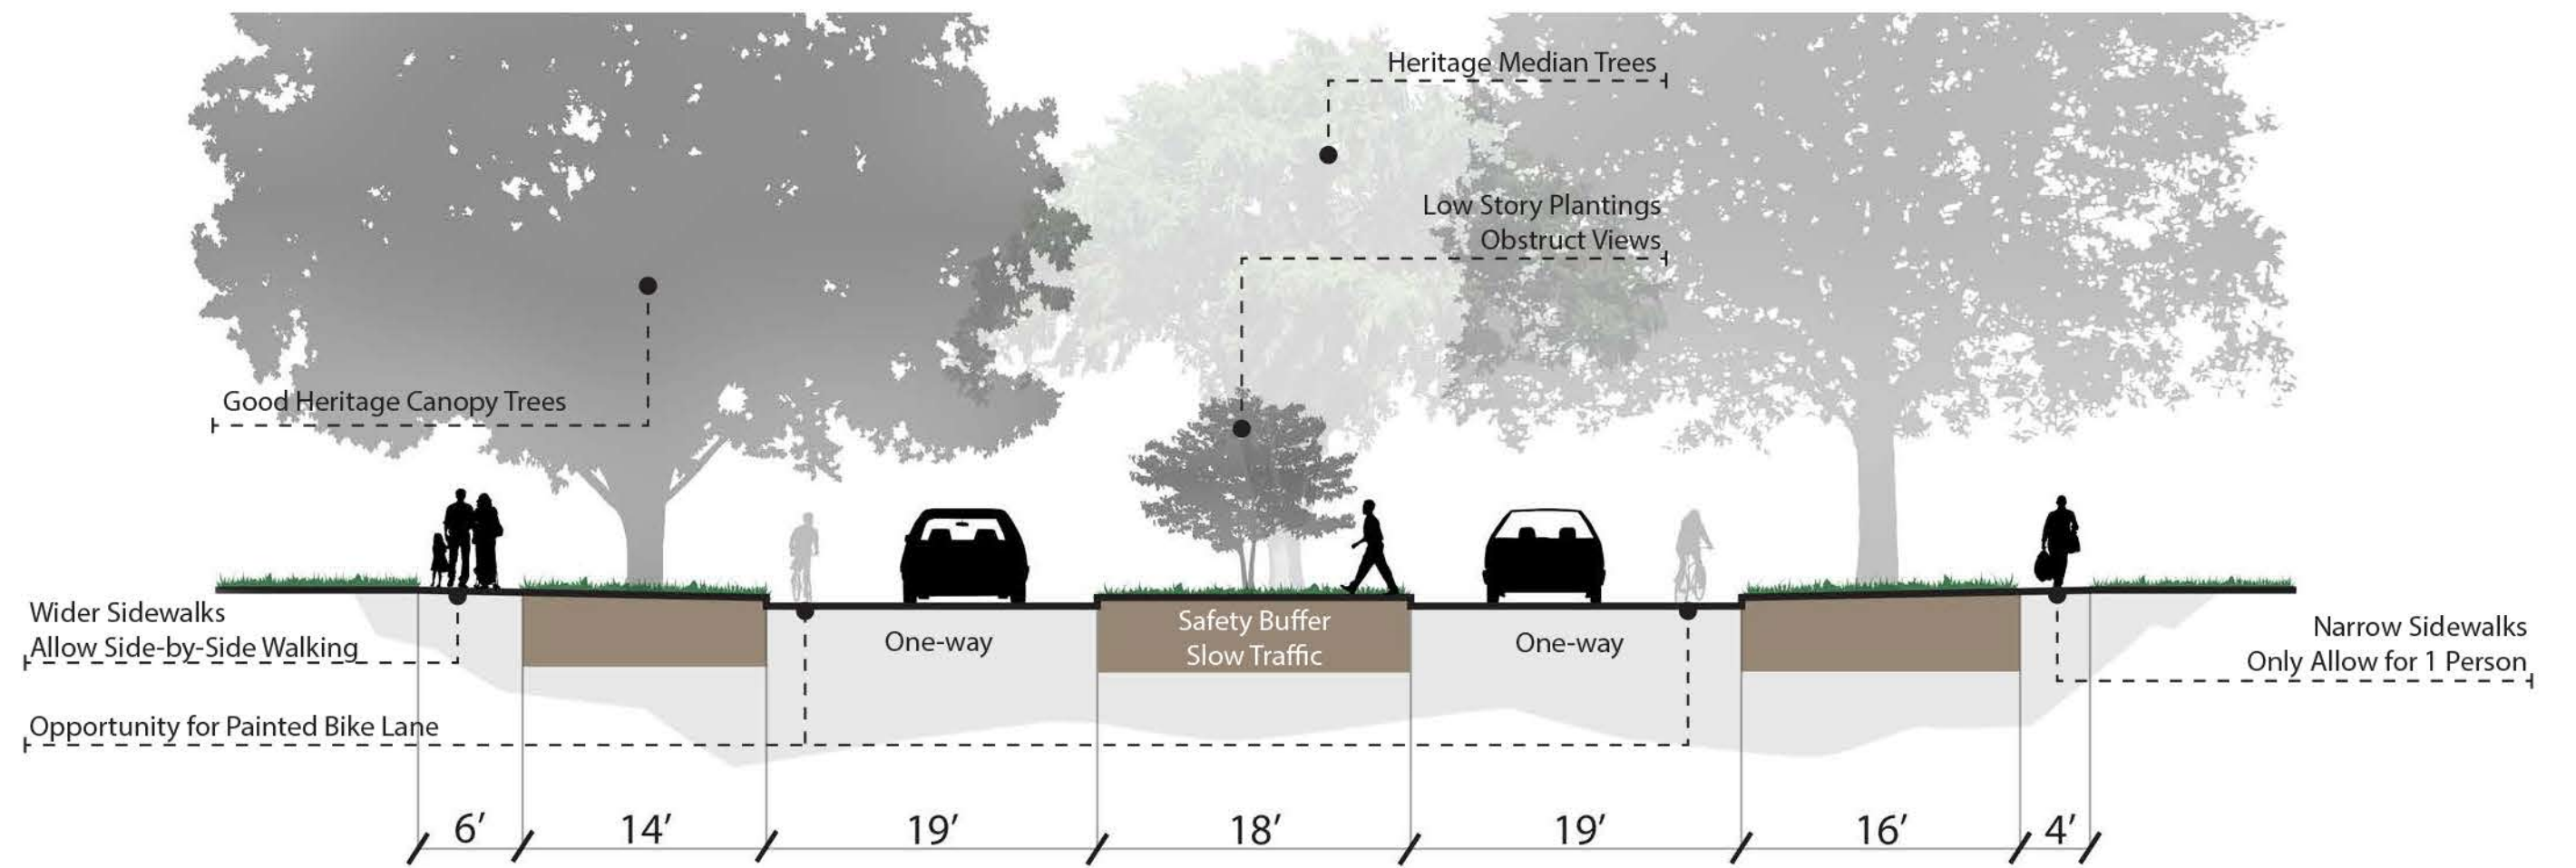 Heritage Median Trees
Low Story Plantings
Obstruct Views
Good Heritage Canopy Trees
Wider Sidewalks
Allow Side-by-Side Walking
One-way
Safety Buffer
Slow Traffic
One-way
Narrow Sidewalks
Only Allow for 1 Person
Opportunity for Painted Bike Lane
6’ 14’ 19’ 18’ 19’ 16’ 4’